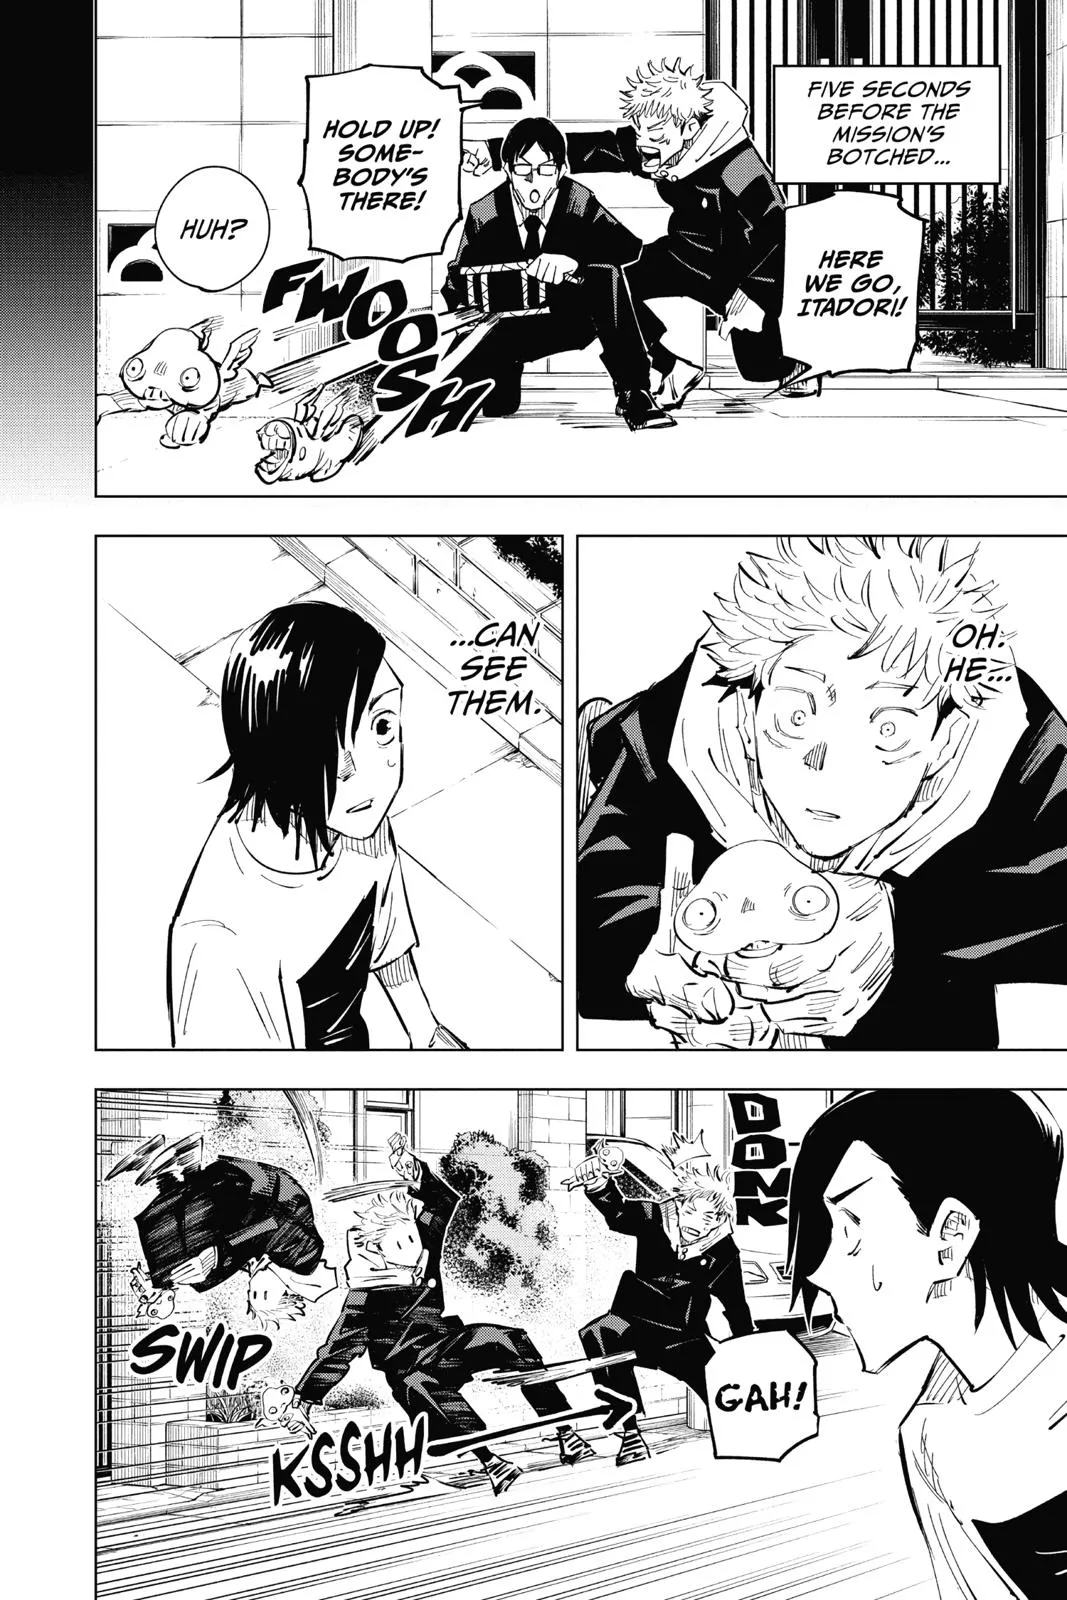 FIVE SECONDS
BEFORE THE
MISSION'S
BOTCHED...
HERE
WE GO,
ITADORI!
HOLD UP!
SOME-
BODY'S
THERE!
HUH?
FWOOSH
OH.
HE...
...CAN
SEE
THEM.
DONK
GAH!
KSSHH
SWIP